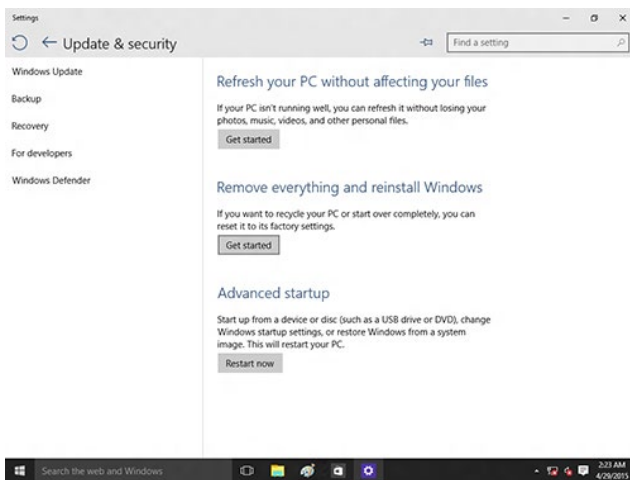 Settings
Update & security
Find a setting
Windows Update
Backup
Recovery
For developers
Windows Defender
Refresh your PC without affecting your files
If your PC isn't running well, you can refresh it without losing your
photos, music, videos, and other personal files.
Get started
Remove everything and reinstall Windows
If you want to recycle your PC or start over completely, you can
reset it to its factory settings.
Get started
Advanced startup
Start up from a device or disc (such as a USB drive or DVD), change
Windows startup settings, or restore Windows from a system
image. This will restart your PC.
Restart now
Search the web and Windows
2:23 AM
4/29/2015